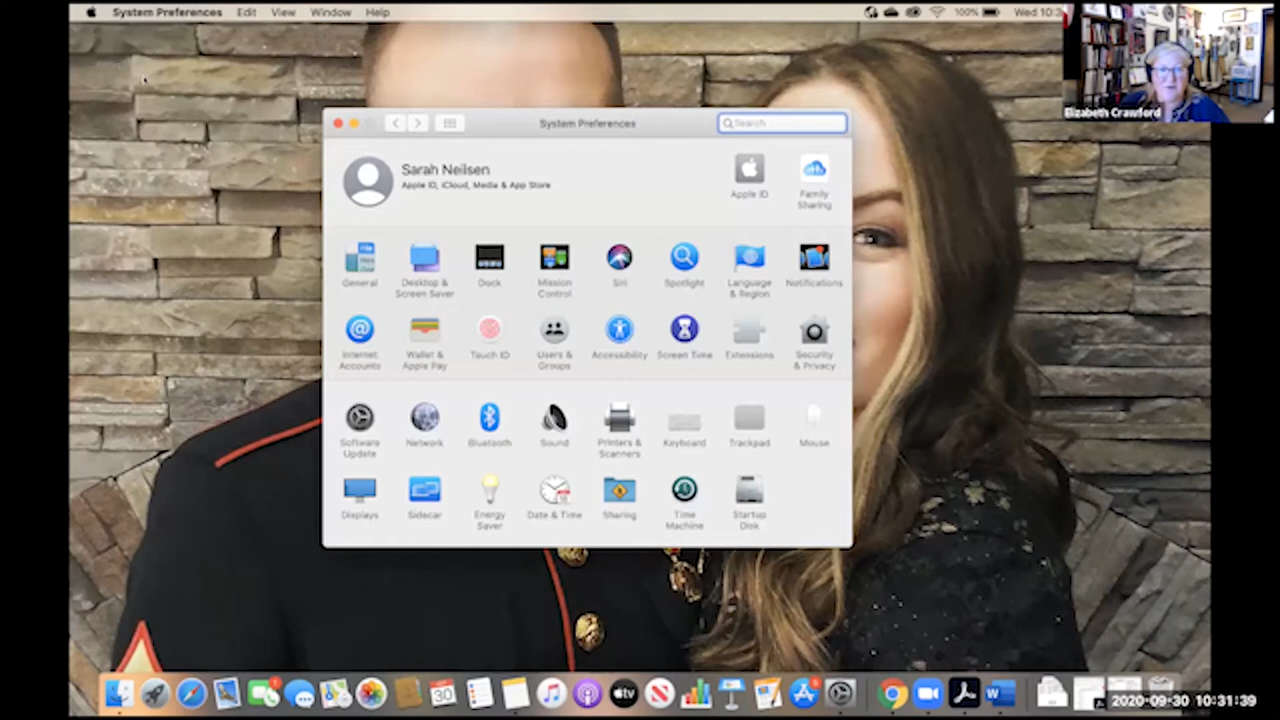 System Preferences Edit View Window Help
100%
Wed 10:3
Elizabeth Crawford
System Preferences
Search
Sarah Neilsen
Apple ID, iCloud, Media & App Store
Apple ID
Family
Sharing
General
Desktop &
Screen Saver
Dock
Mission
Control
Siri
Spotlight
Language
& Region
Notifications
Internet
Accounts
Wallet &
Apple Pay
Touch ID
Users &
Groups
Accessibility
Screen Time
Extensions
Security
& Privacy
Software
Update
Network
Bluetooth
Sound
Printers &
Scanners
Keyboard
Trackpad
Mouse
Displays
Sidecar
Energy
Saver
Date & Time
Sharing
Time
Machine
Startup
Disk
30
tv
W
2020-09-30 10:31:39